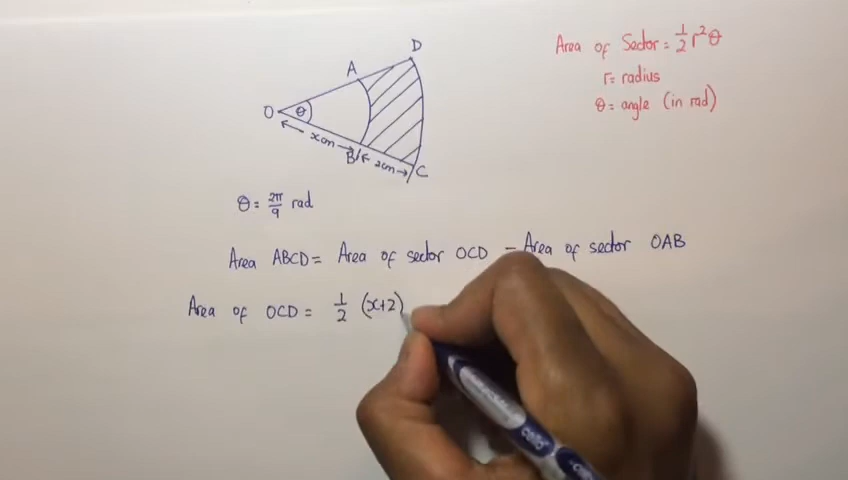 Area of Sector = 1/2 r²θ
r = radius
θ = angle (in rad)
D
A
O θ
x cm
B
2cm
C
θ = 2π/9 rad
Area ABCD = Area of sector OCD - Area of sector OAB
Area of OCD = 1/2 (x+2)
cello